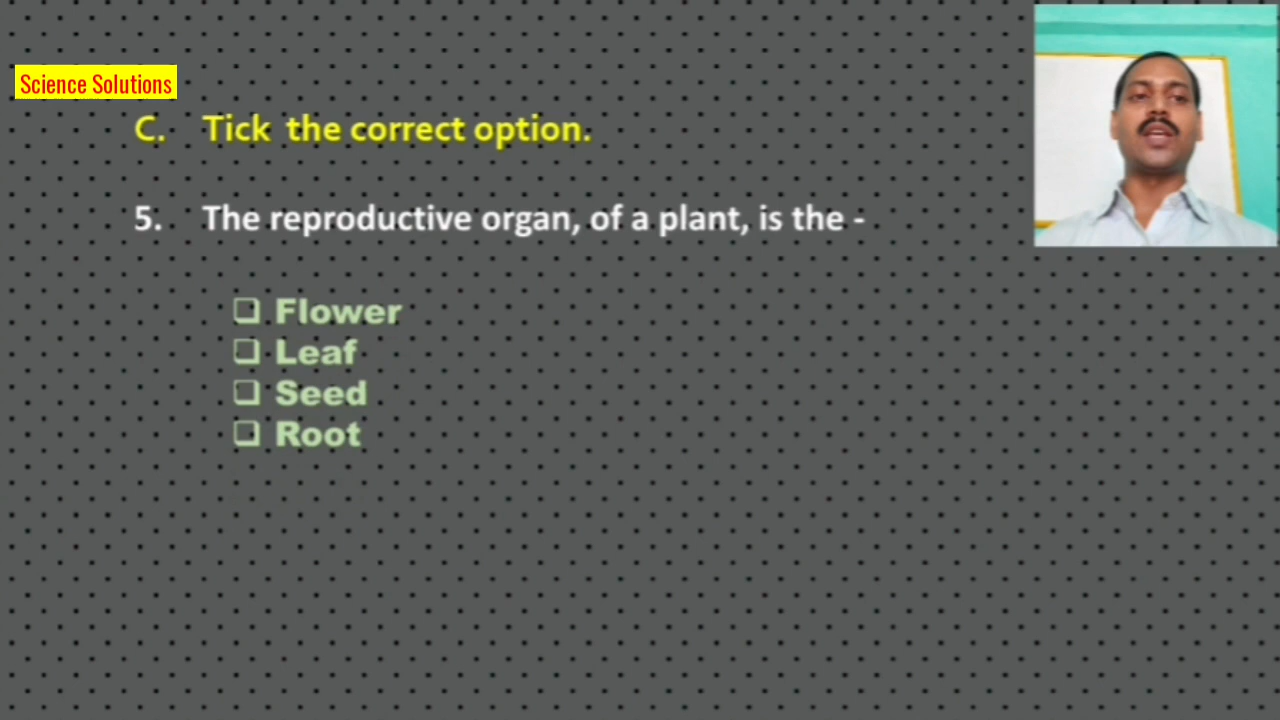 Science Solutions
C. Tick the correct option.
5. The reproductive organ, of a plant, is the -
❑ Flower
❑ Leaf
❑ Seed
❑ Root